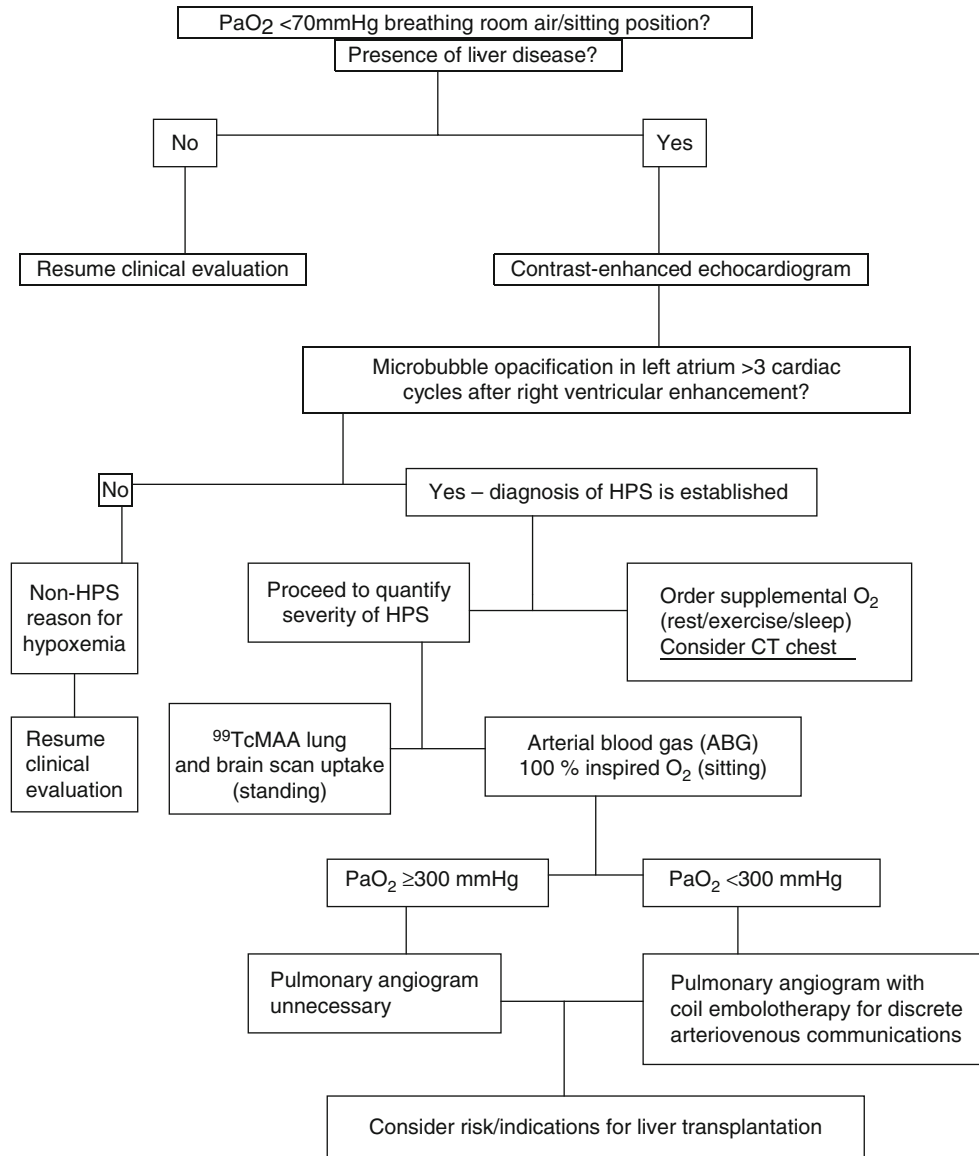 PaO₂ <70mmHg breathing room air/sitting position?
Presence of liver disease?
No
Yes
Resume clinical evaluation
Contrast-enhanced echocardiogram
Microbubble opacification in left atrium >3 cardiac
cycles after right ventricular enhancement?
No
Yes – diagnosis of HPS is established
Non-HPS
reason for
hypoxemia
Proceed to quantify
severity of HPS
Order supplemental O₂
(rest/exercise/sleep)
Consider CT chest
Resume
clinical
evaluation
⁹⁹TcMAA lung
and brain scan uptake
(standing)
Arterial blood gas (ABG)
100 % inspired O₂ (sitting)
PaO₂ ≥300 mmHg
PaO₂ <300 mmHg
Pulmonary angiogram
unnecessary
Pulmonary angiogram with
coil embolotherapy for discrete
arteriovenous communications
Consider risk/indications for liver transplantation